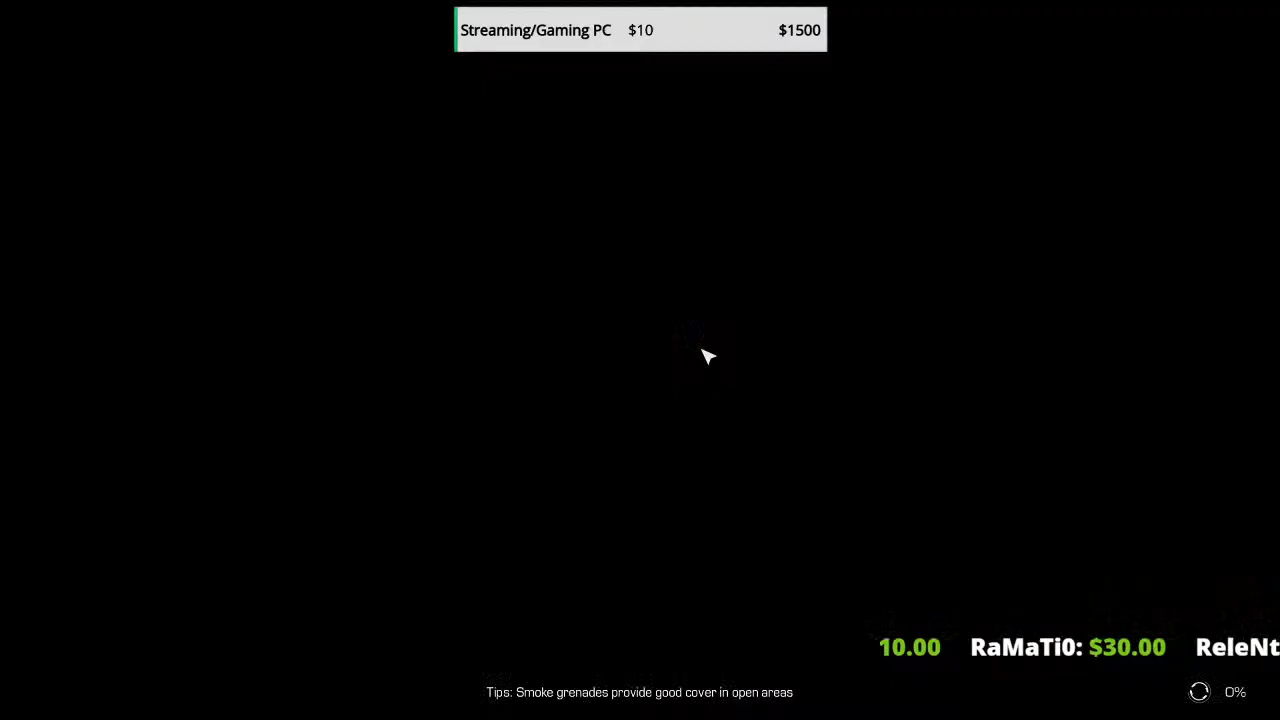 Streaming/Gaming PC $10 $1500
10.00 RaMaTi0: $30.00 ReleNt
Tips: Smoke grenades provide good cover in open areas
0%